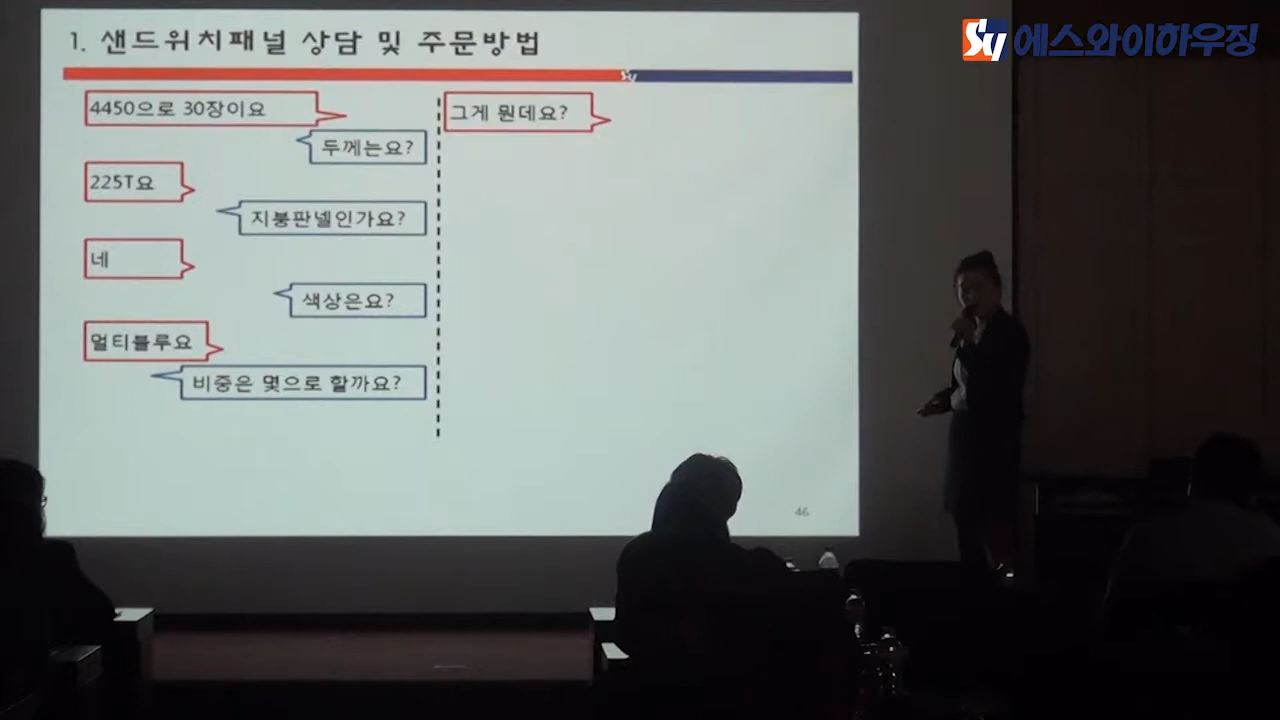 sy 에스와이하우징
1. 샌드위치패널 상담 및 주문방법
sy
4450으로 30장이요
두께는요?
225T요
지붕판넬인가요?
네
색상은요?
멀티블루요
비중은 몇으로 할까요?
그게 뭔데요?
46